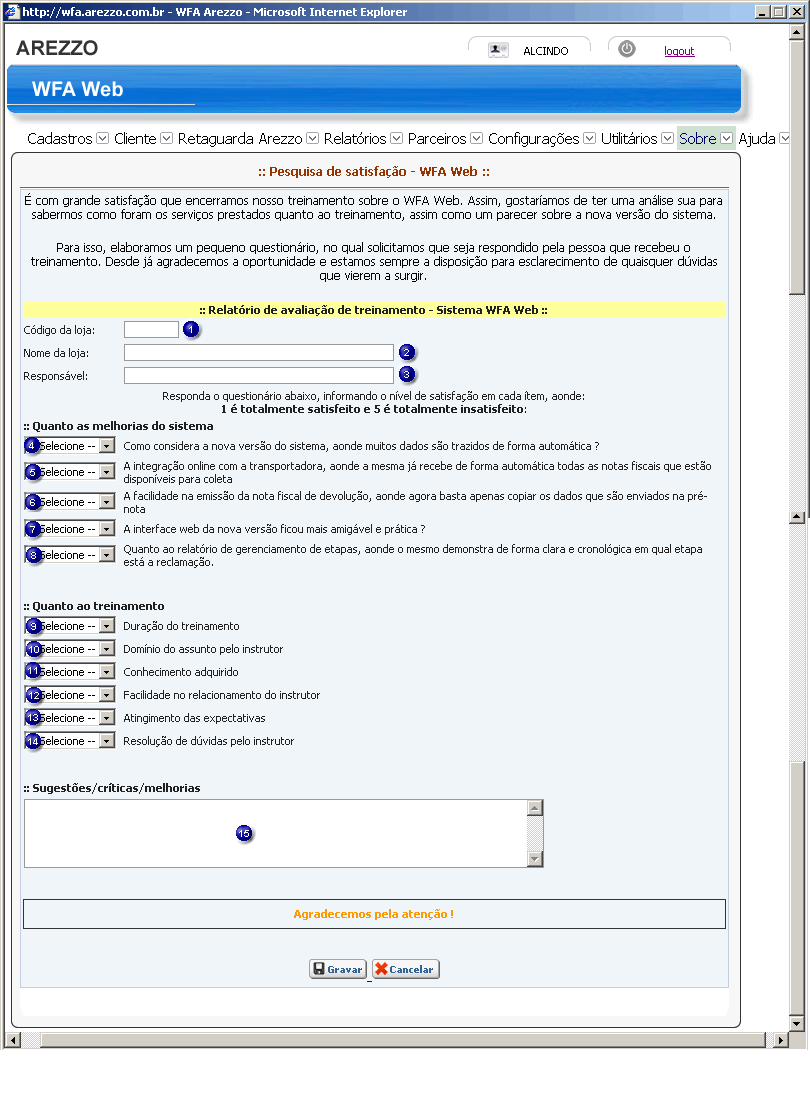 http://wfa.arezzo.com.br - WFA Arezzo - Microsoft Internet Explorer
AREZZO
ALCINDO
logout
WFA Web
Cadastros Cliente Retaguarda Arezzo Relatórios Parceiros Configurações Utilitários Sobre Ajuda
:: Pesquisa de satisfação - WFA Web ::
É com grande satisfação que encerramos nosso treinamento sobre o WFA Web. Assim, gostaríamos de ter uma análise sua para
sabermos como foram os serviços prestados quanto ao treinamento, assim como um parecer sobre a nova versão do sistema.
Para isso, elaboramos um pequeno questionário, no qual solicitamos que seja respondido pela pessoa que recebeu o
treinamento. Desde já agradecemos a oportunidade e estamos sempre a disposição para esclarecimento de quaisquer dúvidas
que vierem a surgir.
:: Relatório de avaliação de treinamento - Sistema WFA Web ::
Código da loja: 1
Nome da loja: 2
Responsável: 3
Responda o questionário abaixo, informando o nível de satisfação em cada ítem, aonde:
1 é totalmente satisfeito e 5 é totalmente insatisfeito:
:: Quanto as melhorias do sistema
4 Selecione -- Como considera a nova versão do sistema, aonde muitos dados são trazidos de forma automática ?
5 Selecione -- A integração online com a transportadora, aonde a mesma já recebe de forma automática todas as notas fiscais que estão
disponíveis para coleta
6 Selecione -- A facilidade na emissão da nota fiscal de devolução, aonde agora basta apenas copiar os dados que são enviados na pré-
nota
7 Selecione -- A interface web da nova versão ficou mais amigável e prática ?
8 Selecione -- Quanto ao relatório de gerenciamento de etapas, aonde o mesmo demonstra de forma clara e cronológica em qual etapa
está a reclamação.
:: Quanto ao treinamento
9 Selecione -- Duração do treinamento
10 Selecione -- Domínio do assunto pelo instrutor
11 Selecione -- Conhecimento adquirido
12 Selecione -- Facilidade no relacionamento do instrutor
13 Selecione -- Atingimento das expectativas
14 Selecione -- Resolução de dúvidas pelo instrutor
:: Sugestões/críticas/melhorias
15
Agradecemos pela atenção !
Gravar Cancelar